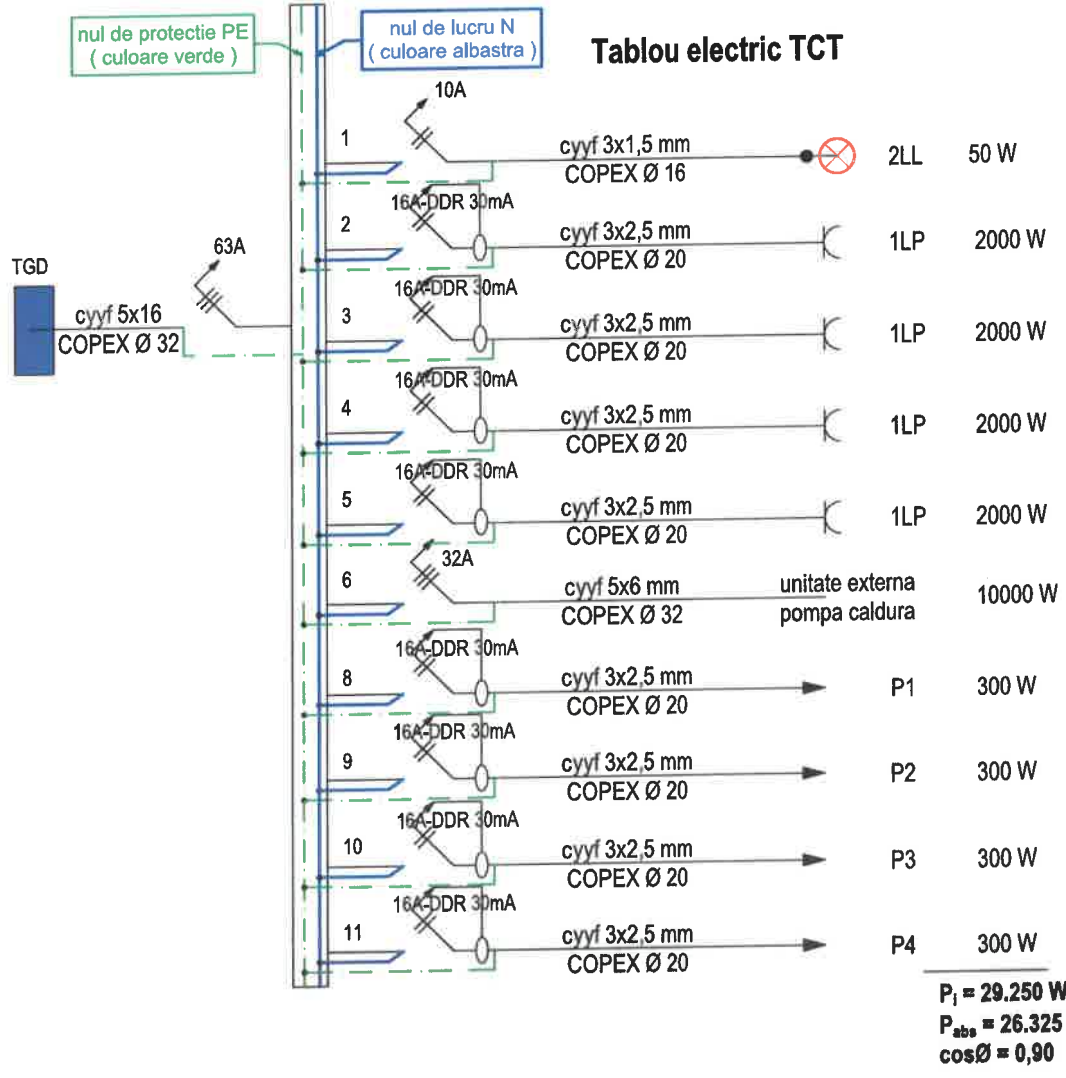 nul de protectie PE
( culoare verde )
nul de lucru N
( culoare albastra )
Tablou electric TCT
TGD
cyyf 5x16
COPEX Ø 32
63A
1
10A
cyyf 3x1,5 mm
COPEX Ø 16
2LL
50 W
2
16A-DDR 30mA
cyyf 3x2,5 mm
COPEX Ø 20
1LP
2000 W
3
16A-DDR 30mA
cyyf 3x2,5 mm
COPEX Ø 20
1LP
2000 W
4
16A-DDR 30mA
cyyf 3x2,5 mm
COPEX Ø 20
1LP
2000 W
5
16A-DDR 30mA
cyyf 3x2,5 mm
COPEX Ø 20
1LP
2000 W
6
32A
cyyf 5x6 mm
COPEX Ø 32
unitate externa
pompa caldura
10000 W
8
16A-DDR 30mA
cyyf 3x2,5 mm
COPEX Ø 20
P1
300 W
9
16A-DDR 30mA
cyyf 3x2,5 mm
COPEX Ø 20
P2
300 W
10
16A-DDR 30mA
cyyf 3x2,5 mm
COPEX Ø 20
P3
300 W
11
16A-DDR 30mA
cyyf 3x2,5 mm
COPEX Ø 20
P4
300 W
Pi = 29.250 W
Pabs = 26.325
cosØ = 0,90